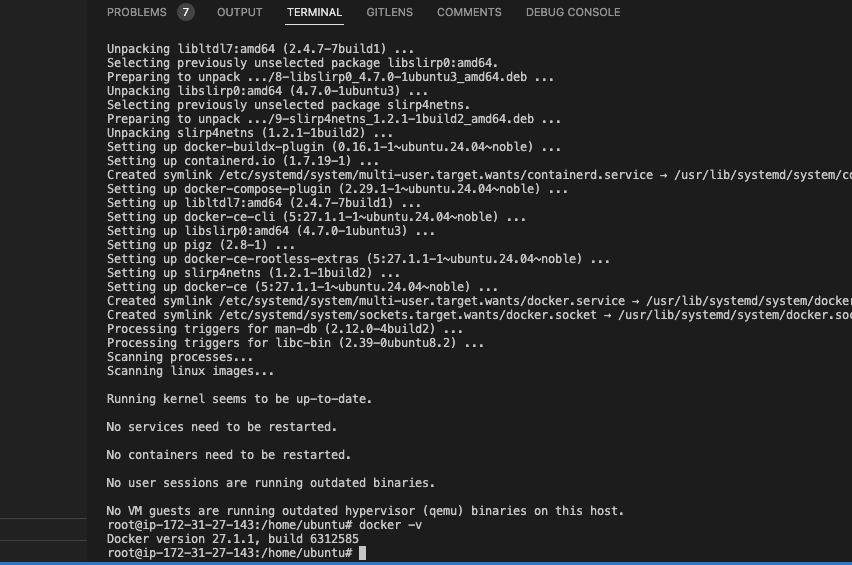 PROBLEMS 7 OUTPUT TERMINAL GITLENS COMMENTS DEBUG CONSOLE
Unpacking libltdl7:amd64 (2.4.7-7build1) ...
Selecting previously unselected package libslirp0:amd64.
Preparing to unpack .../8-libslirp0_4.7.0-1ubuntu3_amd64.deb ...
Unpacking libslirp0:amd64 (4.7.0-1ubuntu3) ...
Selecting previously unselected package slirp4netns.
Preparing to unpack .../9-slirp4netns_1.2.1-1build2_amd64.deb ...
Unpacking slirp4netns (1.2.1-1build2) ...
Setting up docker-buildx-plugin (0.16.1-1~ubuntu.24.04~noble) ...
Setting up containerd.io (1.7.19-1) ...
Created symlink /etc/systemd/system/multi-user.target.wants/containerd.service → /usr/lib/systemd/system/co
Setting up docker-compose-plugin (2.29.1-1~ubuntu.24.04~noble) ...
Setting up libltdl7:amd64 (2.4.7-7build1) ...
Setting up docker-ce-cli (5:27.1.1-1~ubuntu.24.04~noble) ...
Setting up libslirp0:amd64 (4.7.0-1ubuntu3) ...
Setting up pigz (2.8-1) ...
Setting up docker-ce-rootless-extras (5:27.1.1-1~ubuntu.24.04~noble) ...
Setting up slirp4netns (1.2.1-1build2) ...
Setting up docker-ce (5:27.1.1-1~ubuntu.24.04~noble) ...
Created symlink /etc/systemd/system/multi-user.target.wants/docker.service → /usr/lib/systemd/system/docker
Created symlink /etc/systemd/system/sockets.target.wants/docker.socket → /usr/lib/systemd/system/docker.soc
Processing triggers for man-db (2.12.0-4build2) ...
Processing triggers for libc-bin (2.39-0ubuntu8.2) ...
Scanning processes...
Scanning linux images...
Running kernel seems to be up-to-date.
No services need to be restarted.
No containers need to be restarted.
No user sessions are running outdated binaries.
No VM guests are running outdated hypervisor (qemu) binaries on this host.
root@ip-172-31-27-143:/home/ubuntu# docker -v
Docker version 27.1.1, build 6312585
root@ip-172-31-27-143:/home/ubuntu#